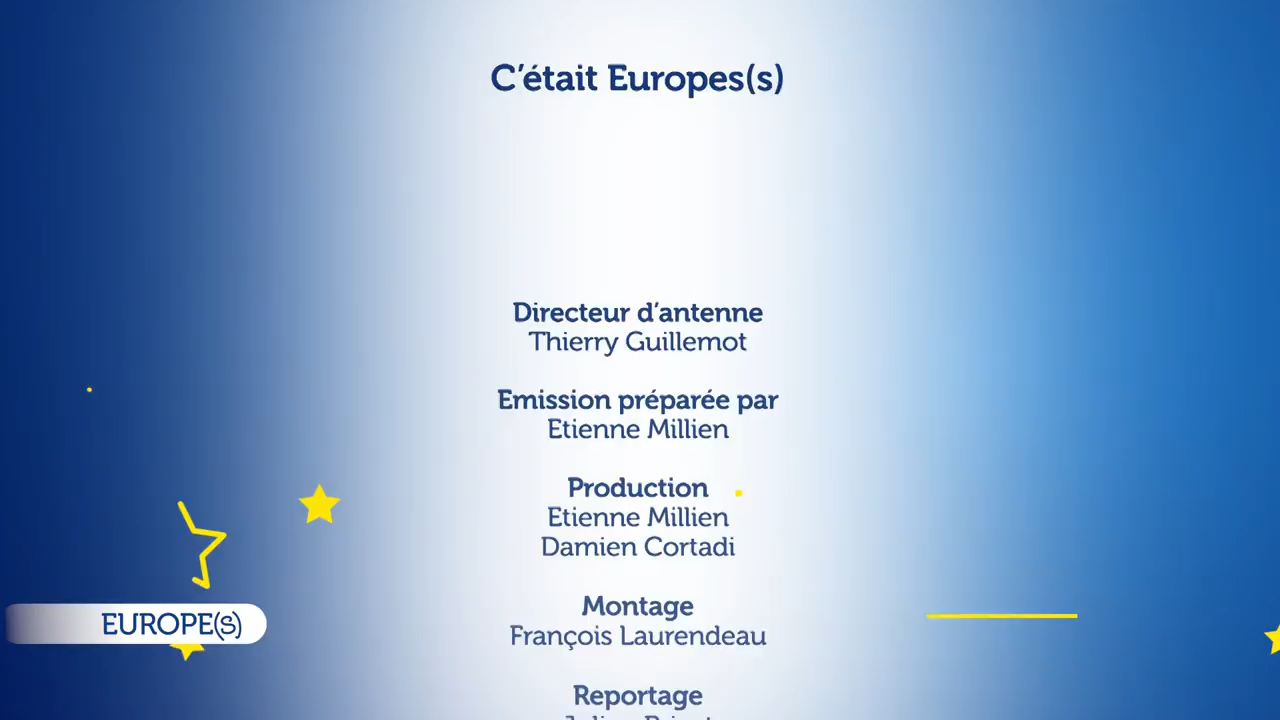 C'était Europes(s)
Directeur d'antenne
Thierry Guillemot
Emission préparée par
Etienne Millien
Production
Etienne Millien
Damien Cortadi
Montage
François Laurendeau
Reportage
EUROPE(S)